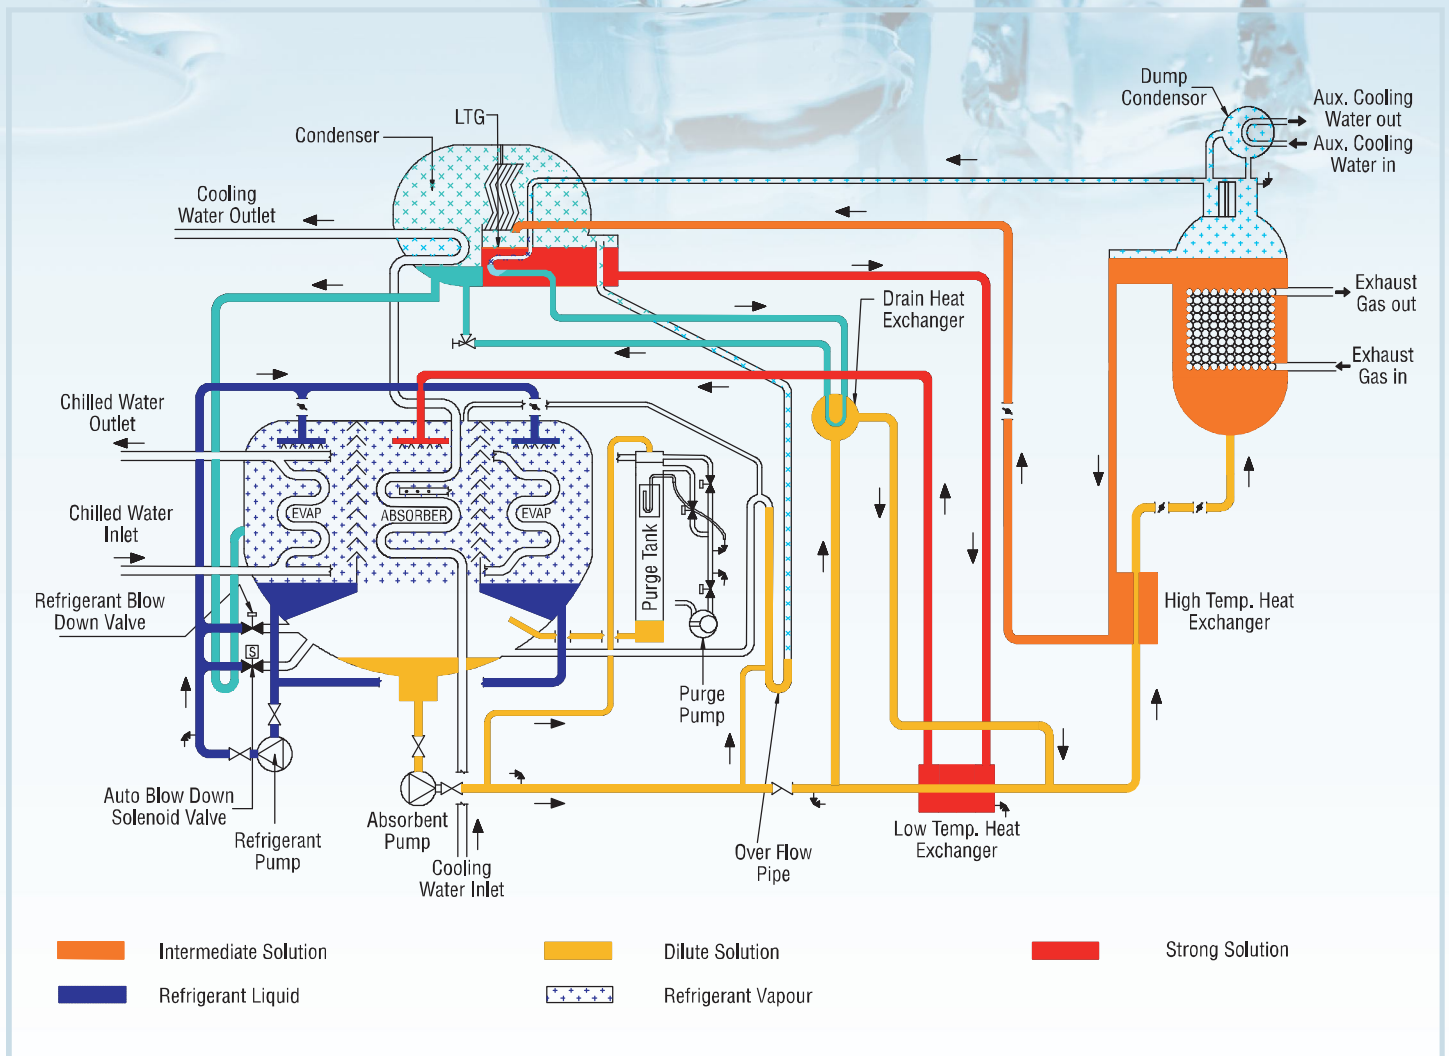 Dump
Condensor
Aux. Cooling
Water out
Aux. Cooling
Water in
LTG
Condenser
Cooling
Water Outlet
Exhaust
Gas out
Drain Heat
Exchanger
Exhaust
Gas in
Chilled Water
Outlet
Chilled Water
Inlet
EVAP
ABSORBER
EVAP
Purge Tank
Refrigerant Blow
Down Valve
S
High Temp. Heat
Exchanger
Purge
Pump
Auto Blow Down
Solenoid Valve
Refrigerant
Pump
Absorbent
Pump
Cooling
Water Inlet
Over Flow
Pipe
Low Temp. Heat
Exchanger
Intermediate Solution
Dilute Solution
Strong Solution
Refrigerant Liquid
Refrigerant Vapour